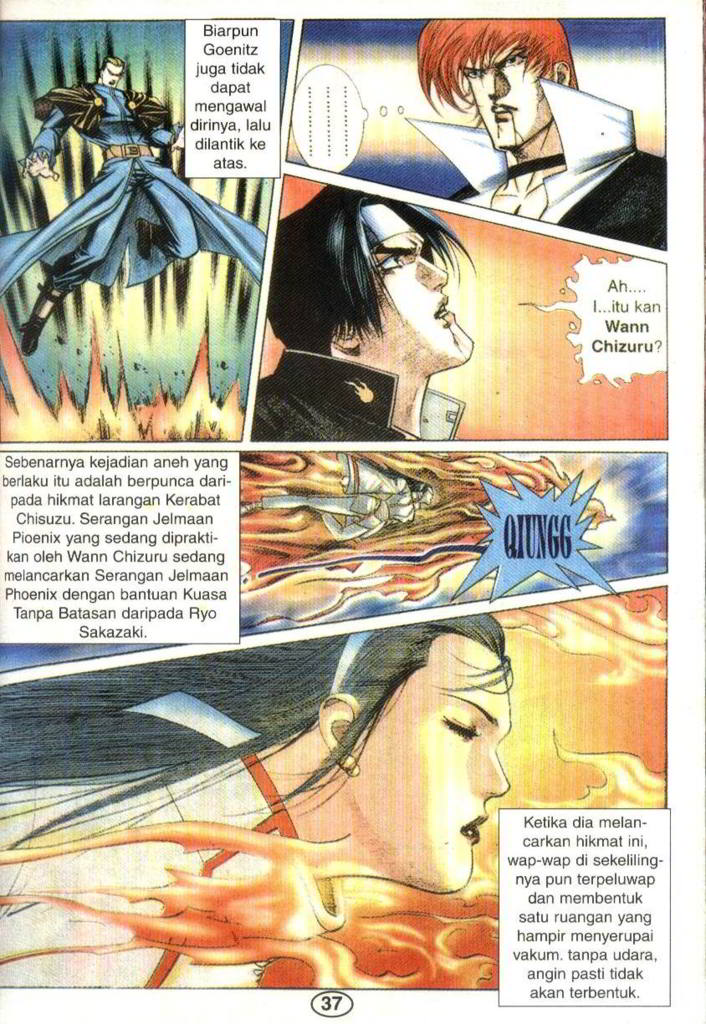 Biarpun
Goenitz
juga tidak
dapat
mengawal
dirinya, lalu
dilantik ke
atas.
Ah....
I...itu kan
Wann
Chizuru?
Sebenarnya kejadian aneh yang
berlaku itu adalah berpunca dari-
pada hikmat larangan Kerabat
Chisuzu. Serangan Jelmaan
Pioenix yang sedang diprakti-
kan oleh Wann Chizuru sedang
melancarkan Serangan Jelmaan
Phoenix dengan bantuan Kuasa
Tanpa Batasan daripada Ryo
Sakazaki.
QIUNGG
Ketika dia melan-
carkan hikmat ini,
wap-wap di sekeliling-
nya pun terpeluwap
dan membentuk
satu ruangan yang
hampir menyerupai
vakum. tanpa udara,
angin pasti tidak
akan terbentuk.
37